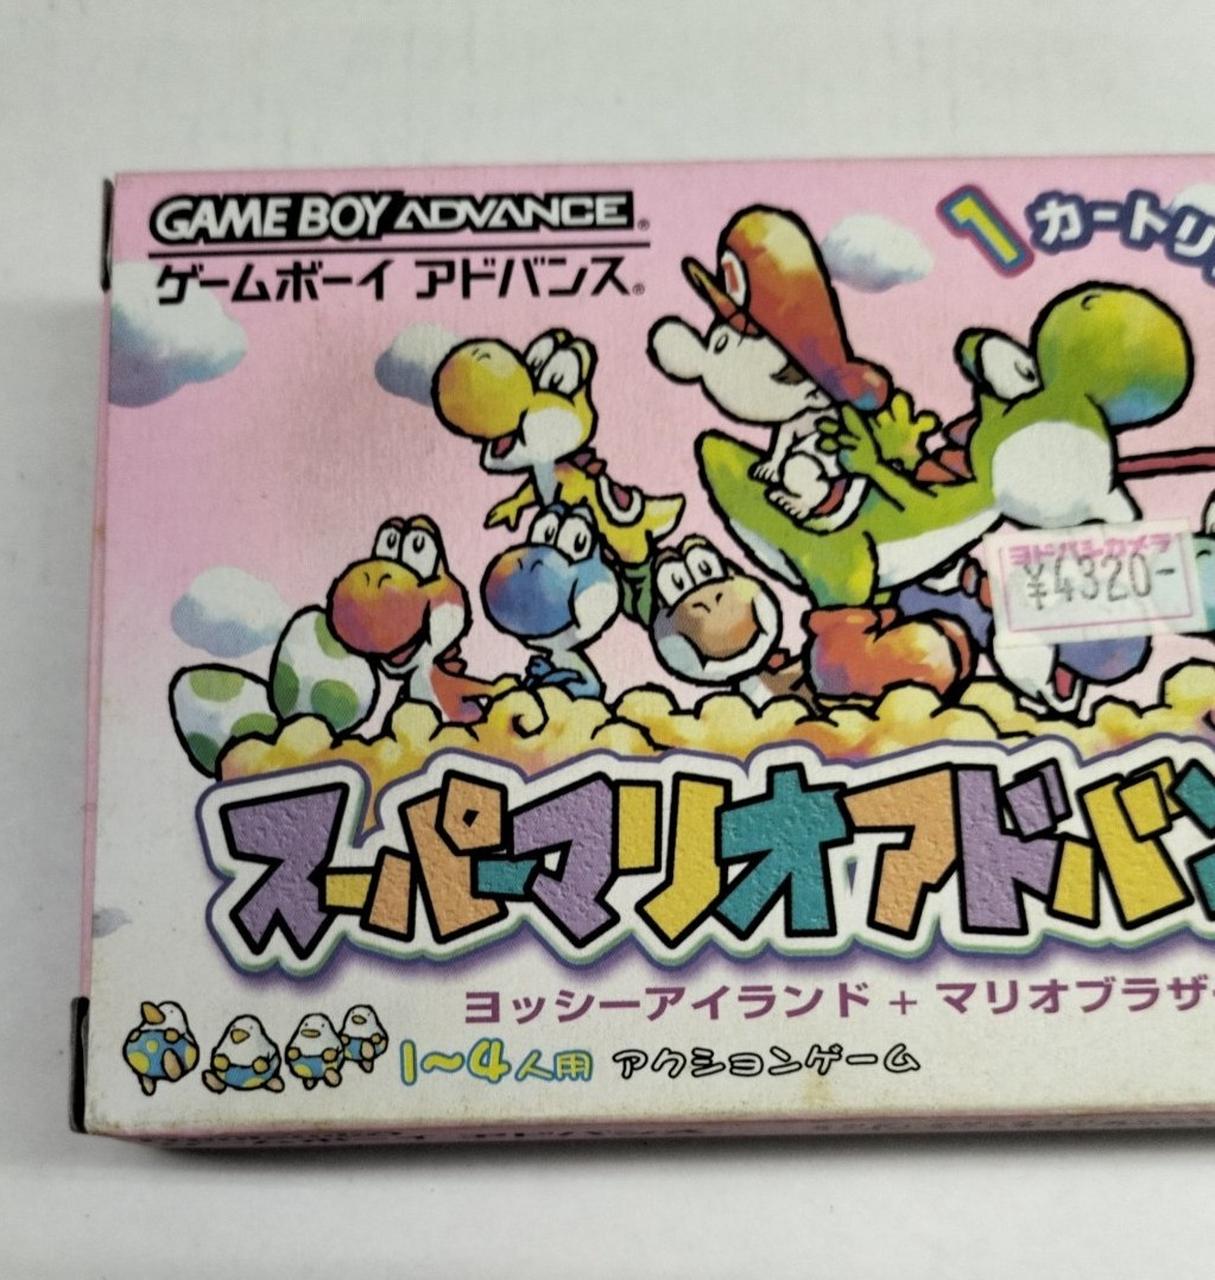 GAME BOY ADVANCE®
ゲームボーイ アドバンス®
1カートリ
ヨドバシカメラ
¥4320-
スーパーマリオアドバン
ヨッシーアイランド + マリオブラザ
1~4人用 アクションゲーム